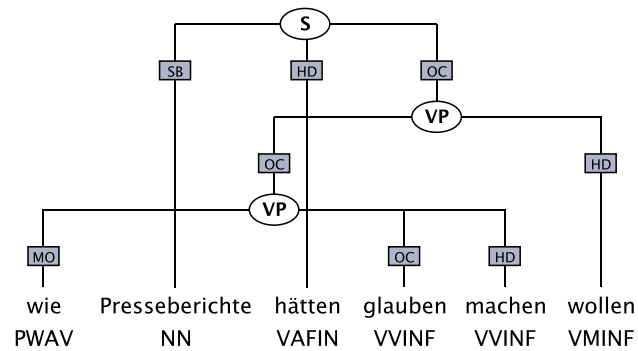 S
SB HD OC
VP
OC HD
VP
MO OC HD
wie Presseberichte hätten glauben machen wollen
PWAV NN VAFIN VVINF VVINF VMINF